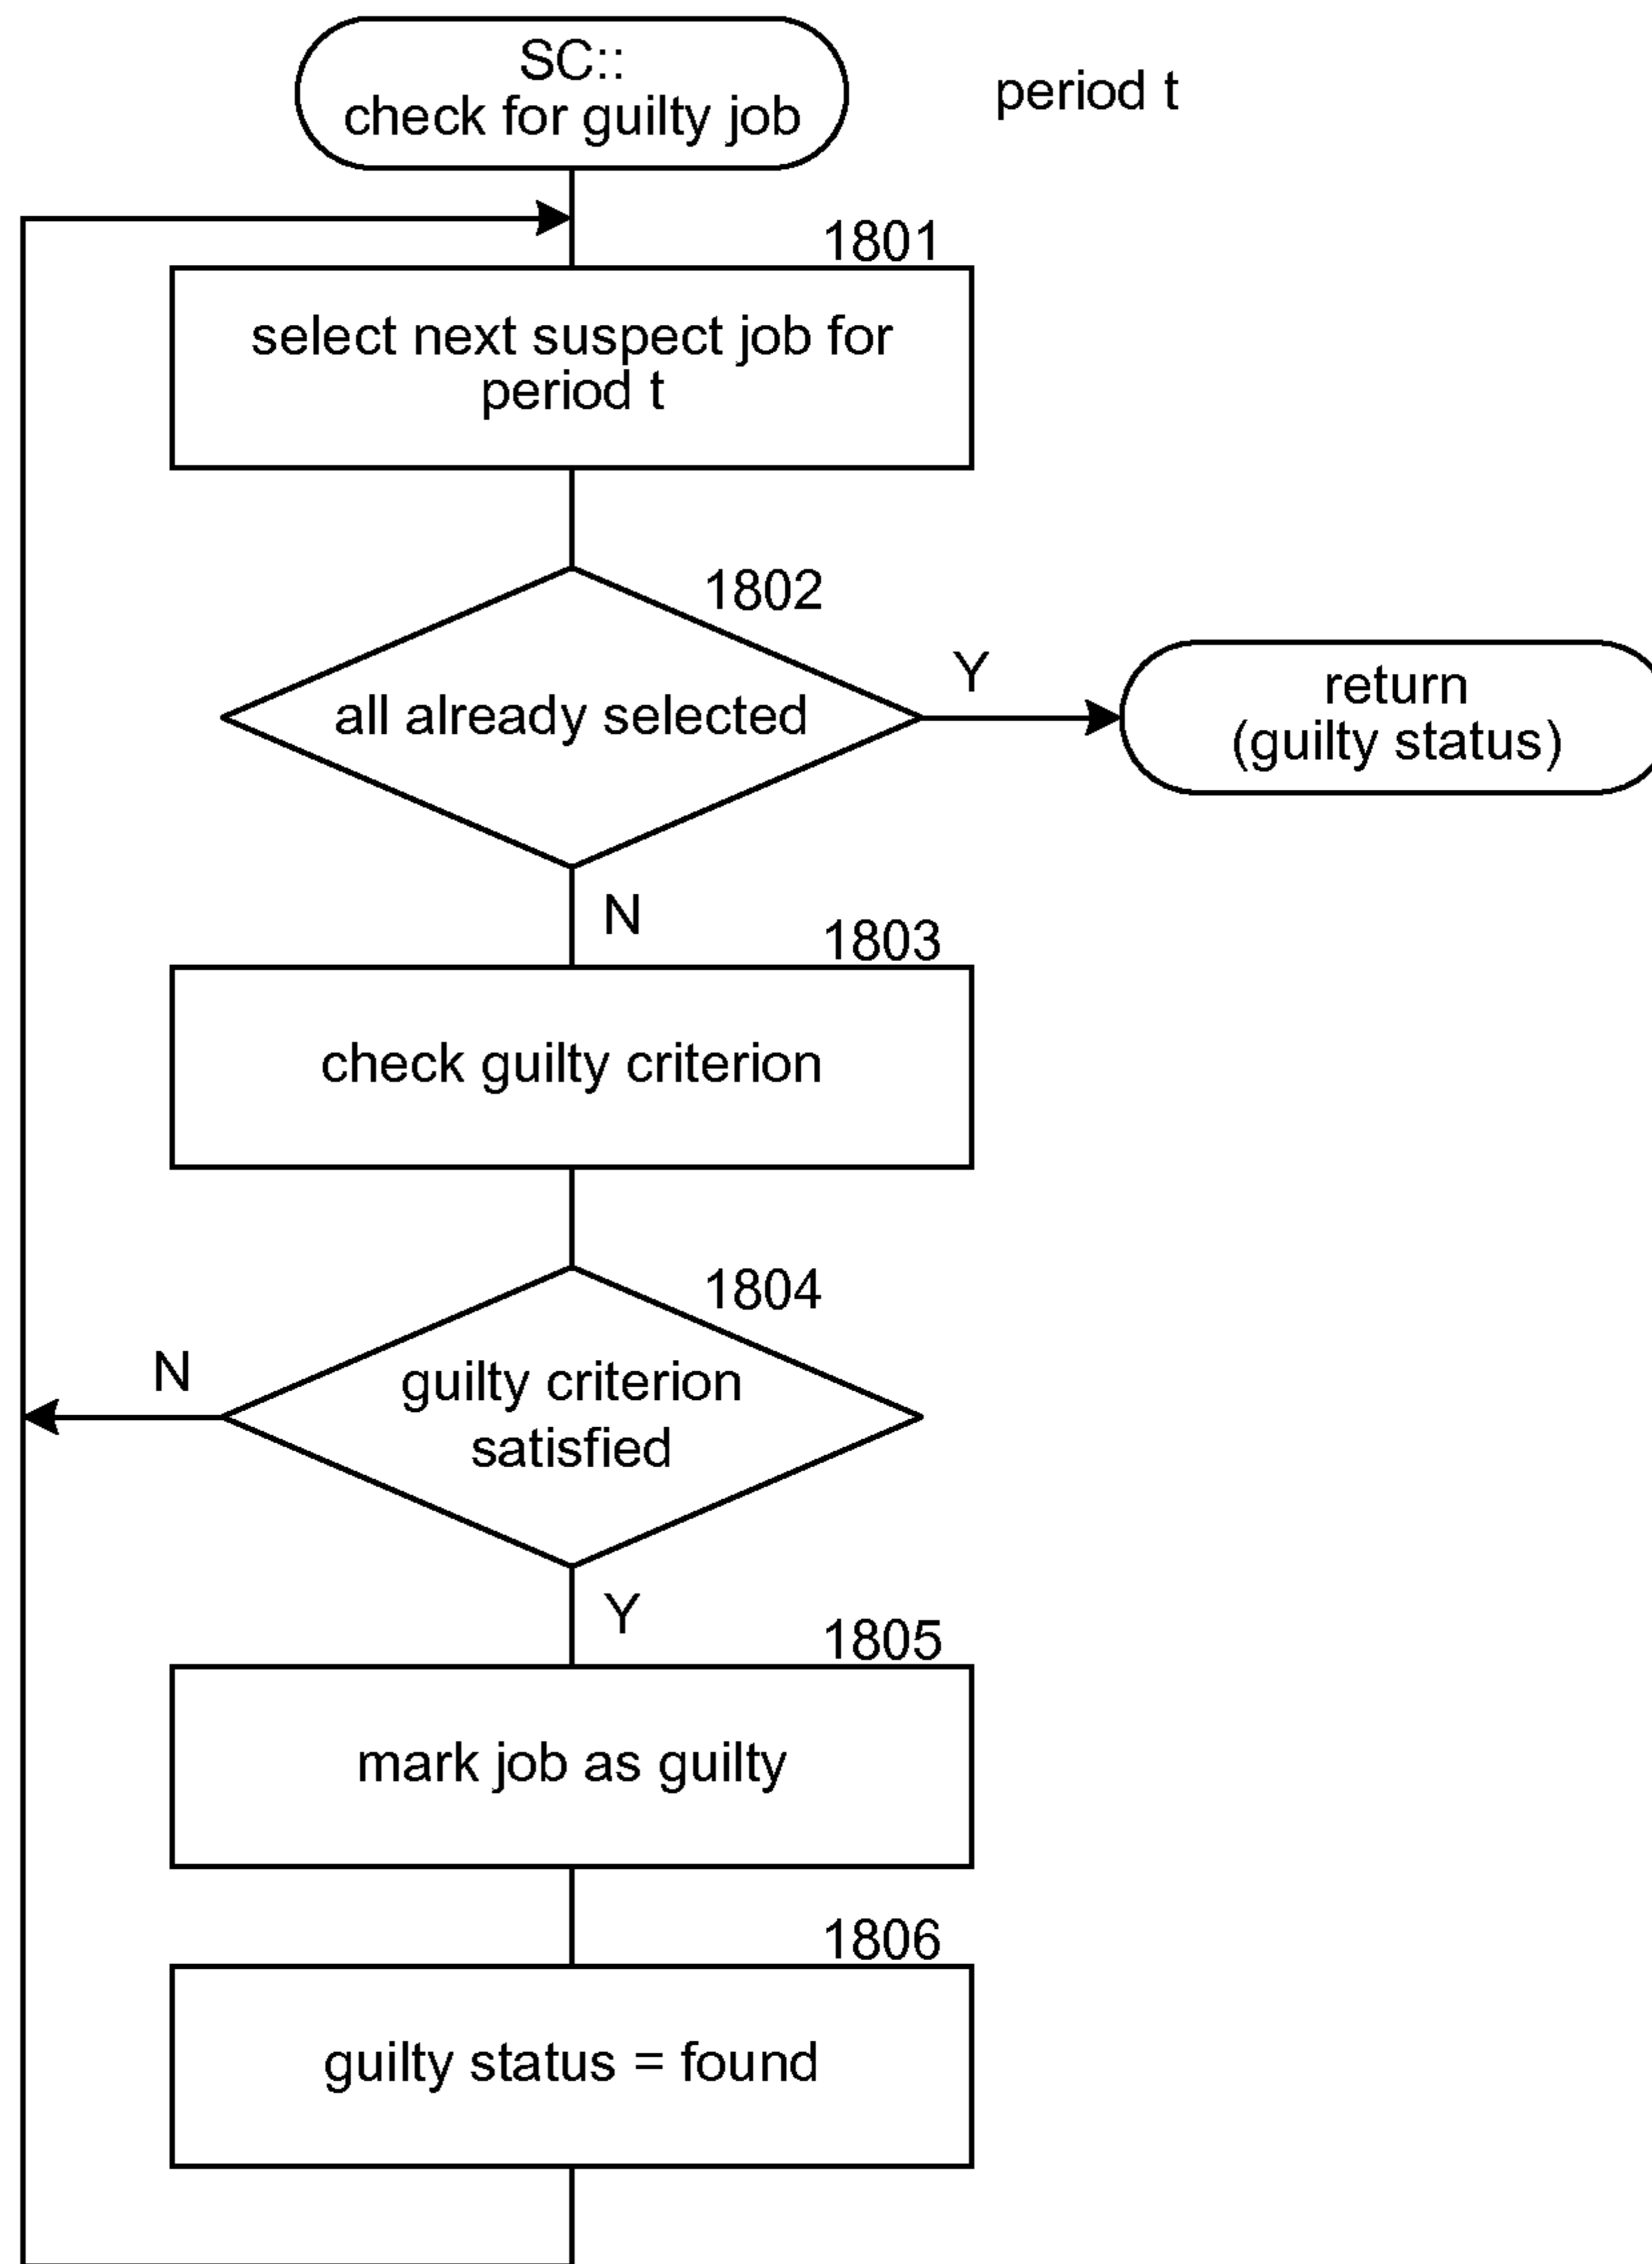 SC::
check for guilty job
period t
1801
select next suspect job for
period t
1802
all already selected
Y
return
(guilty status)
N
1803
check guilty criterion
1804
N
guilty criterion
satisfied
Y
1805
mark job as guilty
1806
guilty status = found